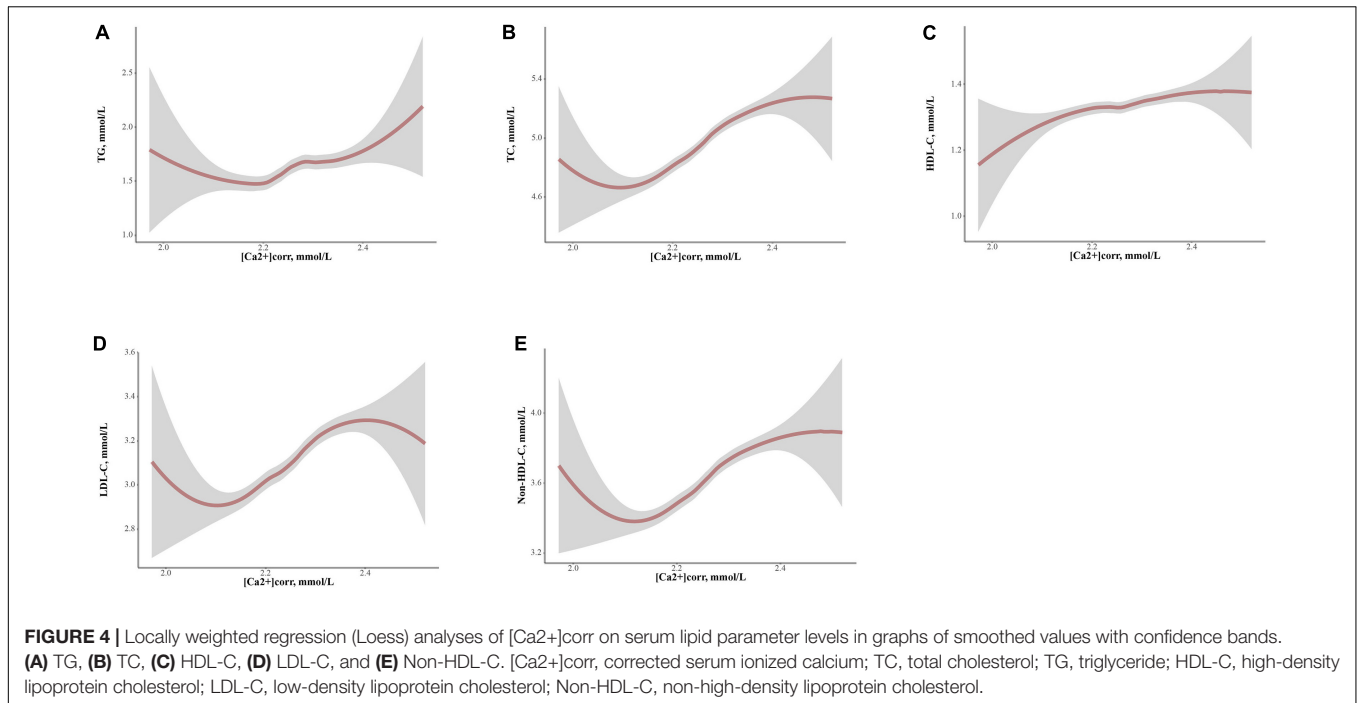 A
TG, mmol/L
2.5
2.0
1.5
1.0
2.0
2.2
2.4
[Ca2+]corr, mmol/L
B
TC, mmol/L
5.4
5.0
4.6
2.0
2.2
2.4
[Ca2+]corr, mmol/L
C
HDL-C, mmol/L
1.4
1.2
1.0
2.0
2.2
2.4
[Ca2+]corr, mmol/L
D
LDL-C, mmol/L
3.6
3.4
3.2
3.0
2.8
2.0
2.2
2.4
[Ca2+]corr, mmol/L
E
Non-HDL-C, mmol/L
4.0
3.6
3.2
2.0
2.2
2.4
[Ca2+]corr, mmol/L
FIGURE 4 | Locally weighted regression (Loess) analyses of [Ca2+]corr on serum lipid parameter levels in graphs of smoothed values with confidence bands.
(A) TG, (B) TC, (C) HDL-C, (D) LDL-C, and (E) Non-HDL-C. [Ca2+]corr, corrected serum ionized calcium; TC, total cholesterol; TG, triglyceride; HDL-C, high-density
lipoprotein cholesterol; LDL-C, low-density lipoprotein cholesterol; Non-HDL-C, non-high-density lipoprotein cholesterol.